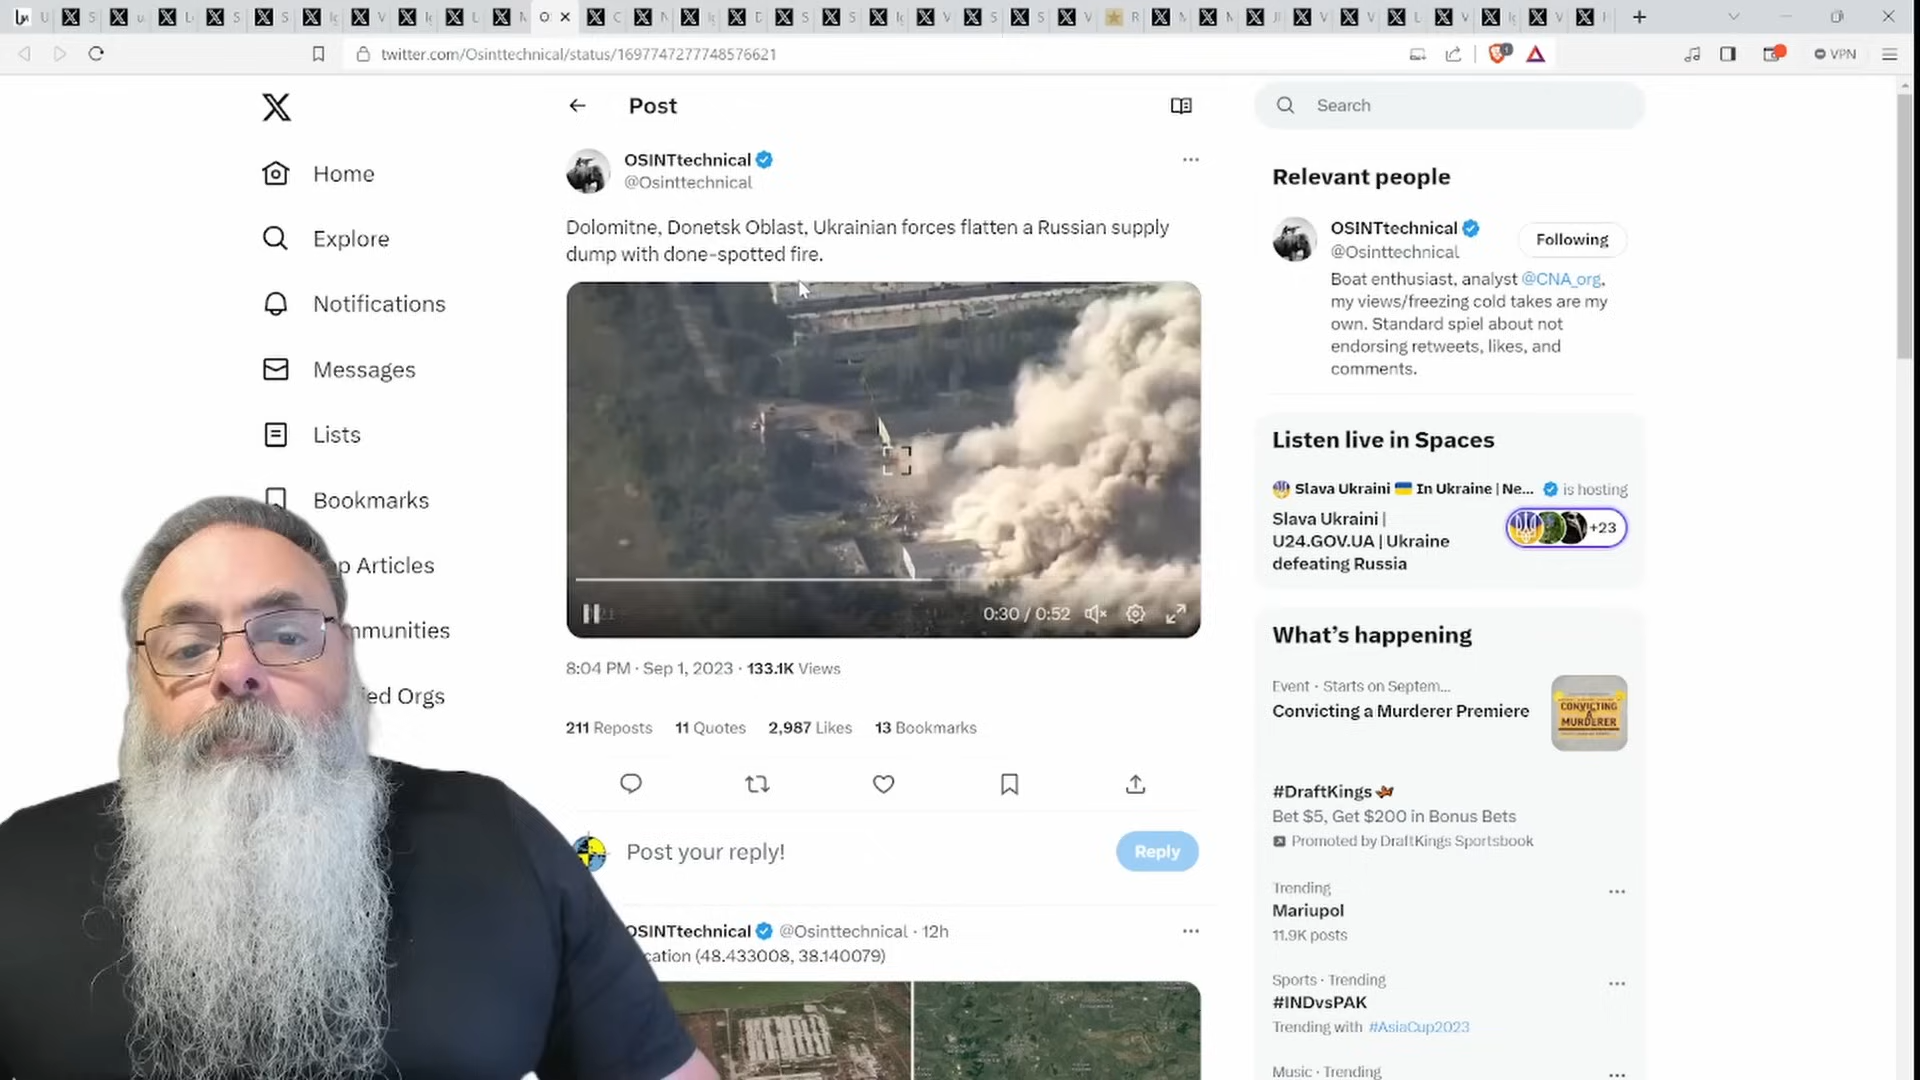 twitter.com/Osinttechnical/status/1697747277748576621
VPN
Post
Search
Home
Explore
Notifications
Messages
Lists
Bookmarks
p Articles
mmunities
ied Orgs
OSINTtechnical
@Osinttechnical
Dolomitne, Donetsk Oblast, Ukrainian forces flatten a Russian supply
dump with done-spotted fire.
0:30 / 0:52
8:04 PM · Sep 1, 2023 · 133.1K Views
211 Reposts 11 Quotes 2,987 Likes 13 Bookmarks
Post your reply!
Reply
OSINTtechnical @Osinttechnical · 12h
cation (48.433008, 38.140079)
Relevant people
OSINTtechnical
@Osinttechnical
Following
Boat enthusiast, analyst @CNA_org,
my views/freezing cold takes are my
own. Standard spiel about not
endorsing retweets, likes, and
comments.
Listen live in Spaces
Slava Ukraini In Ukraine | Ne... is hosting
Slava Ukraini |
U24.GOV.UA | Ukraine
defeating Russia
+23
What's happening
Event · Starts on Septem...
Convicting a Murderer Premiere
CONVICTING
A
MURDERER
#DraftKings
Bet $5, Get $200 in Bonus Bets
Promoted by DraftKings Sportsbook
Trending
Mariupol
11.9K posts
Sports · Trending
#INDvsPAK
Trending with #AsiaCup2023
Music · Trending